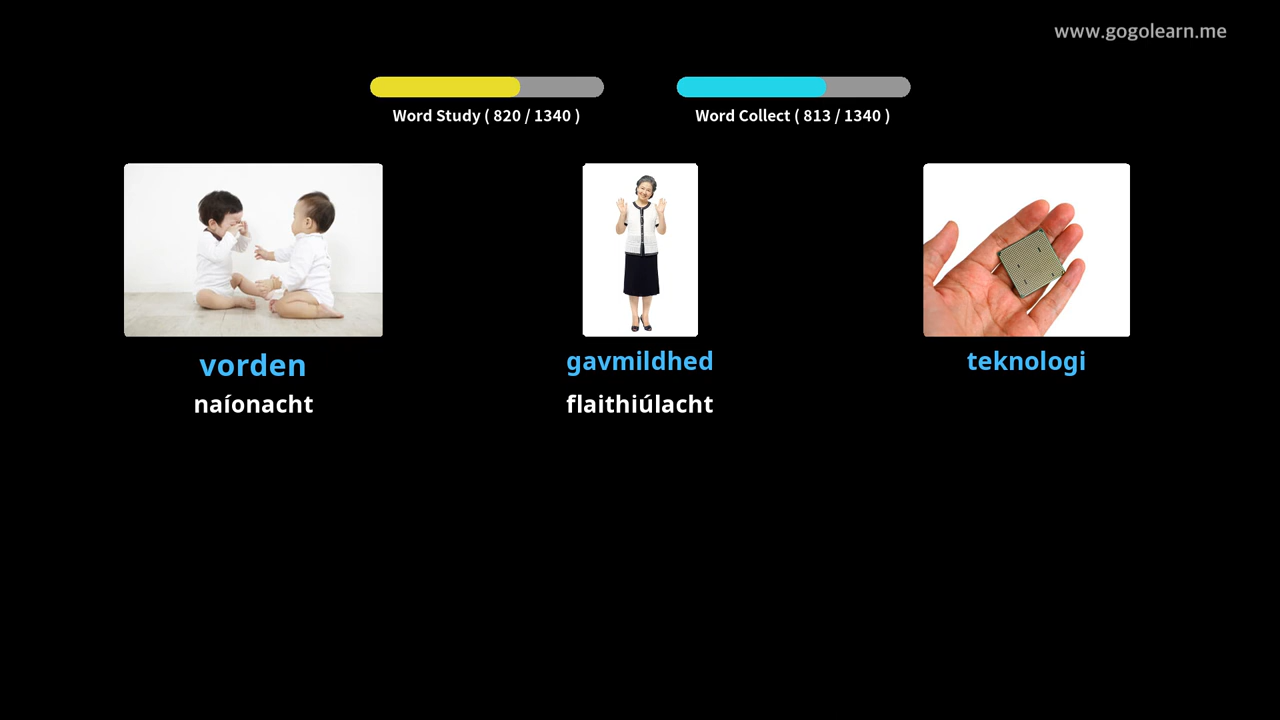 www.gogolearn.me
Word Study ( 820 / 1340 )
Word Collect ( 813 / 1340 )
vorden
naíonacht
gavmildhed
flaithiúlacht
teknologi